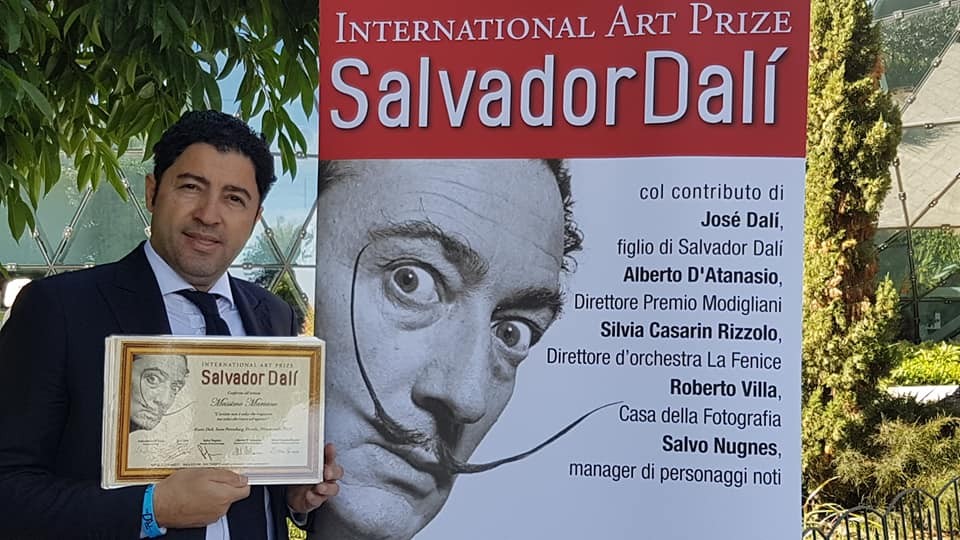 INTERNATIONAL ART PRIZE
SalvadorDalí
col contributo di
José Dalí,
figlio di Salvador Dalí
Alberto D'Atanasio,
Direttore Premio Modigliani
Silvia Casarin Rizzolo,
Direttore d'orchestra La Fenice
Roberto Villa,
Casa della Fotografia
Salvo Nugnes,
manager di personaggi noti
INTERNATIONAL ART PRIZE
Salvador Dalí